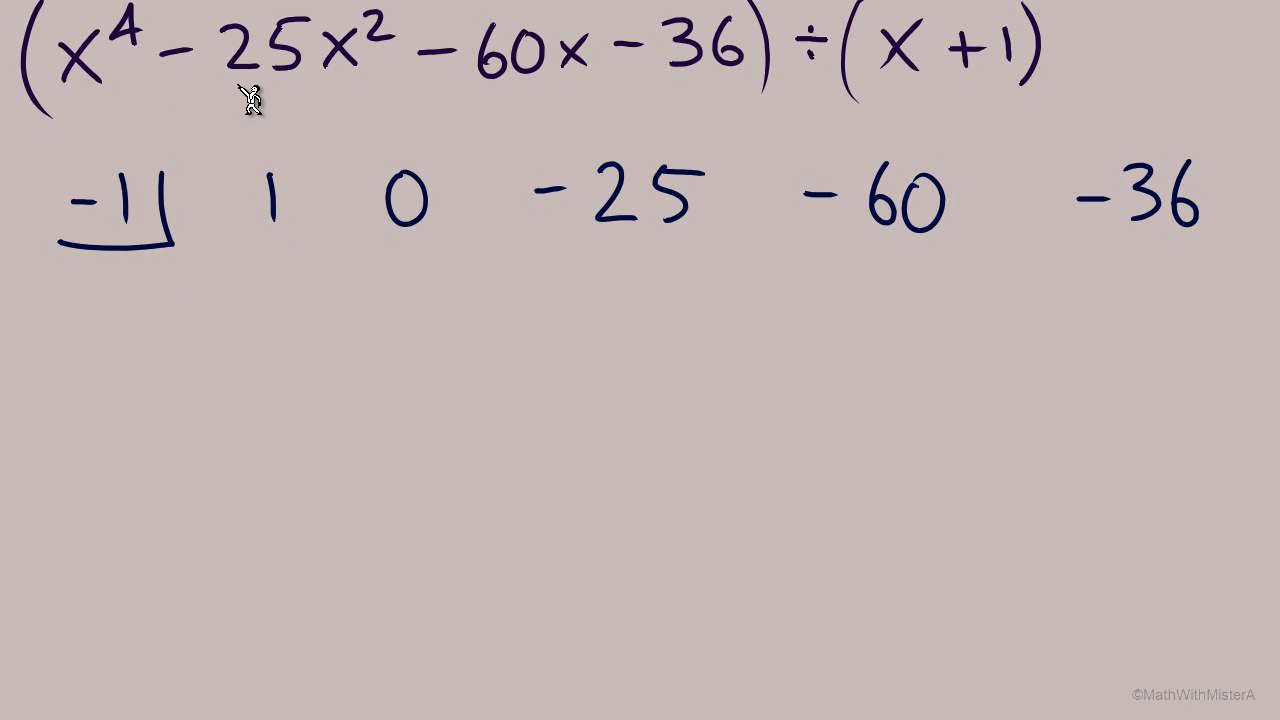 (x⁴ - 25x² - 60x - 36) ÷ (x + 1)
-1| 1 0 -25 -60 -36
©MathWithMisterA